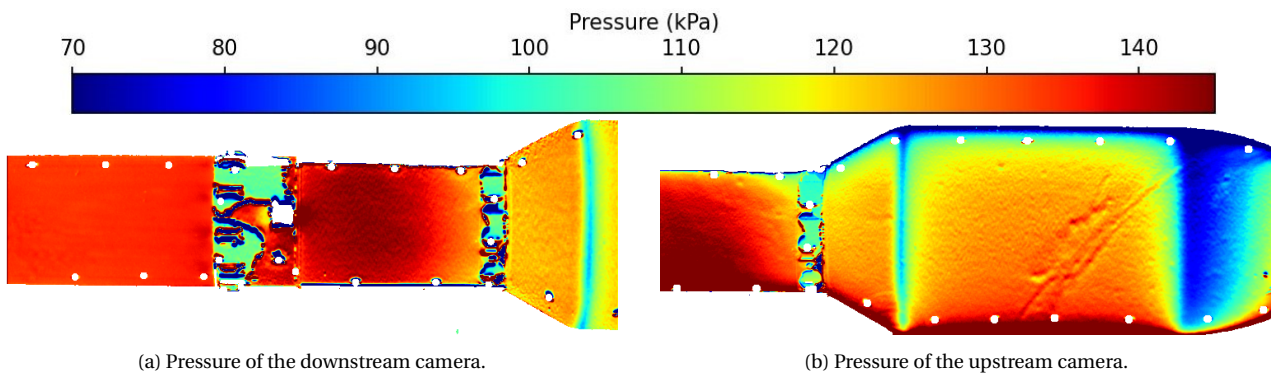 Pressure (kPa)
70 80 90 100 110 120 130 140
(a) Pressure of the downstream camera.
(b) Pressure of the upstream camera.